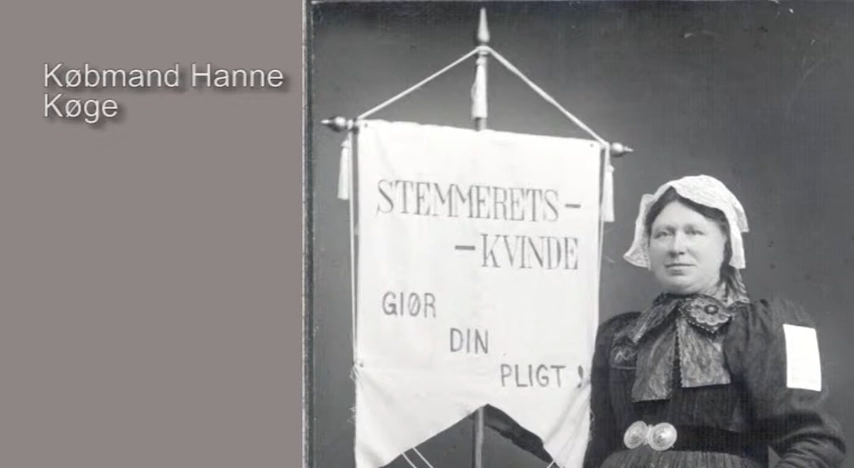 Købmand Hanne
Køge
STEMMERETS-
-KVINDE
GIØR
DIN
PLIGT!